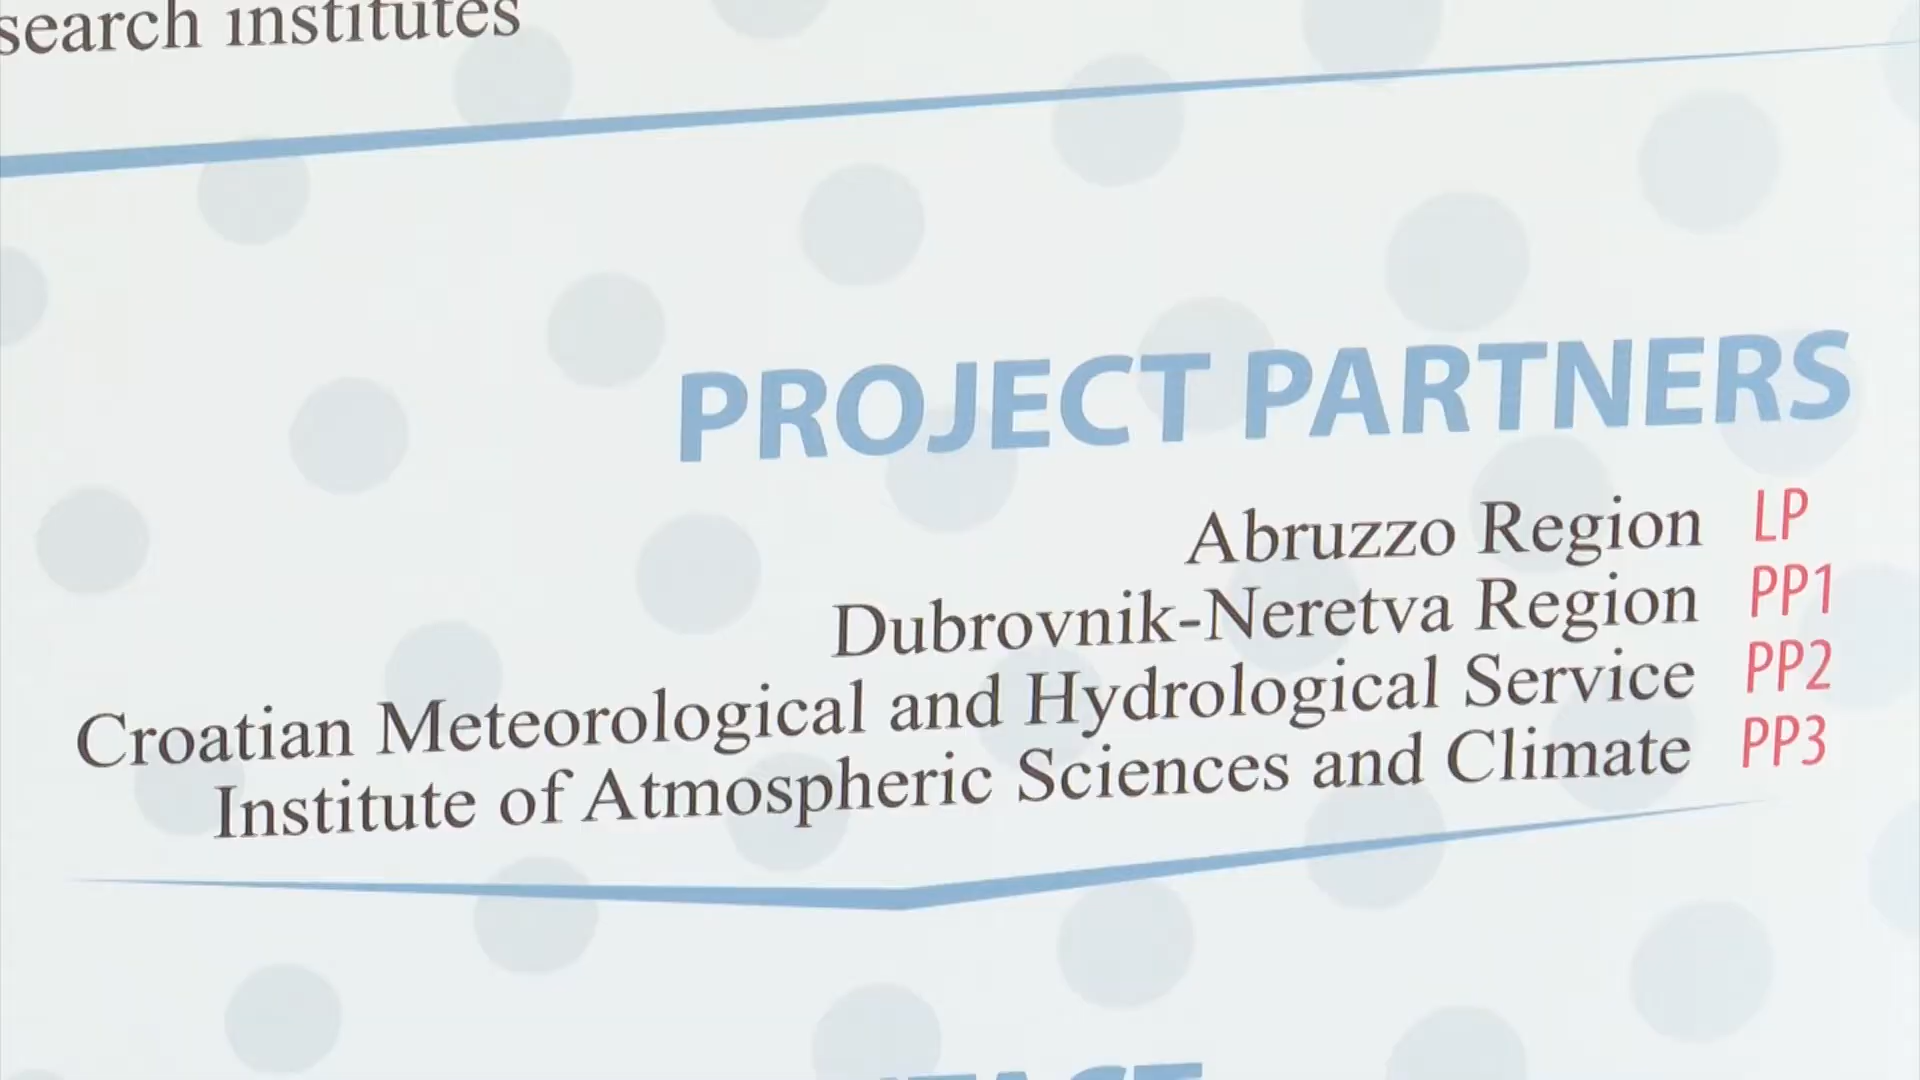 search institutes
PROJECT PARTNERS
Abruzzo Region LP
Dubrovnik-Neretva Region PP1
Croatian Meteorological and Hydrological Service PP2
Institute of Atmospheric Sciences and Climate PP3